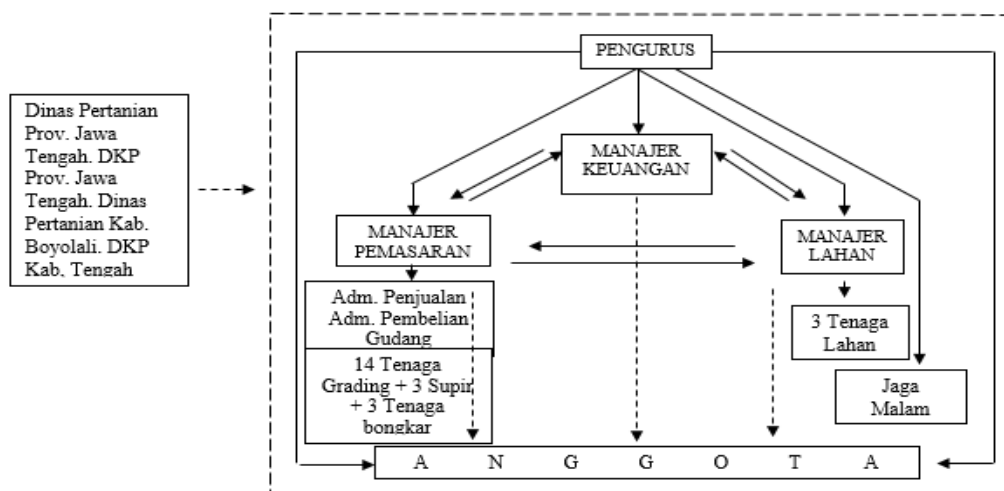 PENGURUS
Dinas Pertanian
Prov. Jawa
Tengah. DKP
Prov. Jawa
Tengah. Dinas
Pertanian Kab.
Boyolali. DKP
Kab. Tengah
MANAJER
KEUANGAN
MANAJER
PEMASARAN
MANAJER
LAHAN
Adm. Penjualan
Adm. Pembelian
Gudang
3 Tenaga
Lahan
14 Tenaga
Grading + 3 Supir
+ 3 Tenaga
bongkar
Jaga
Malam
A N G G O T A